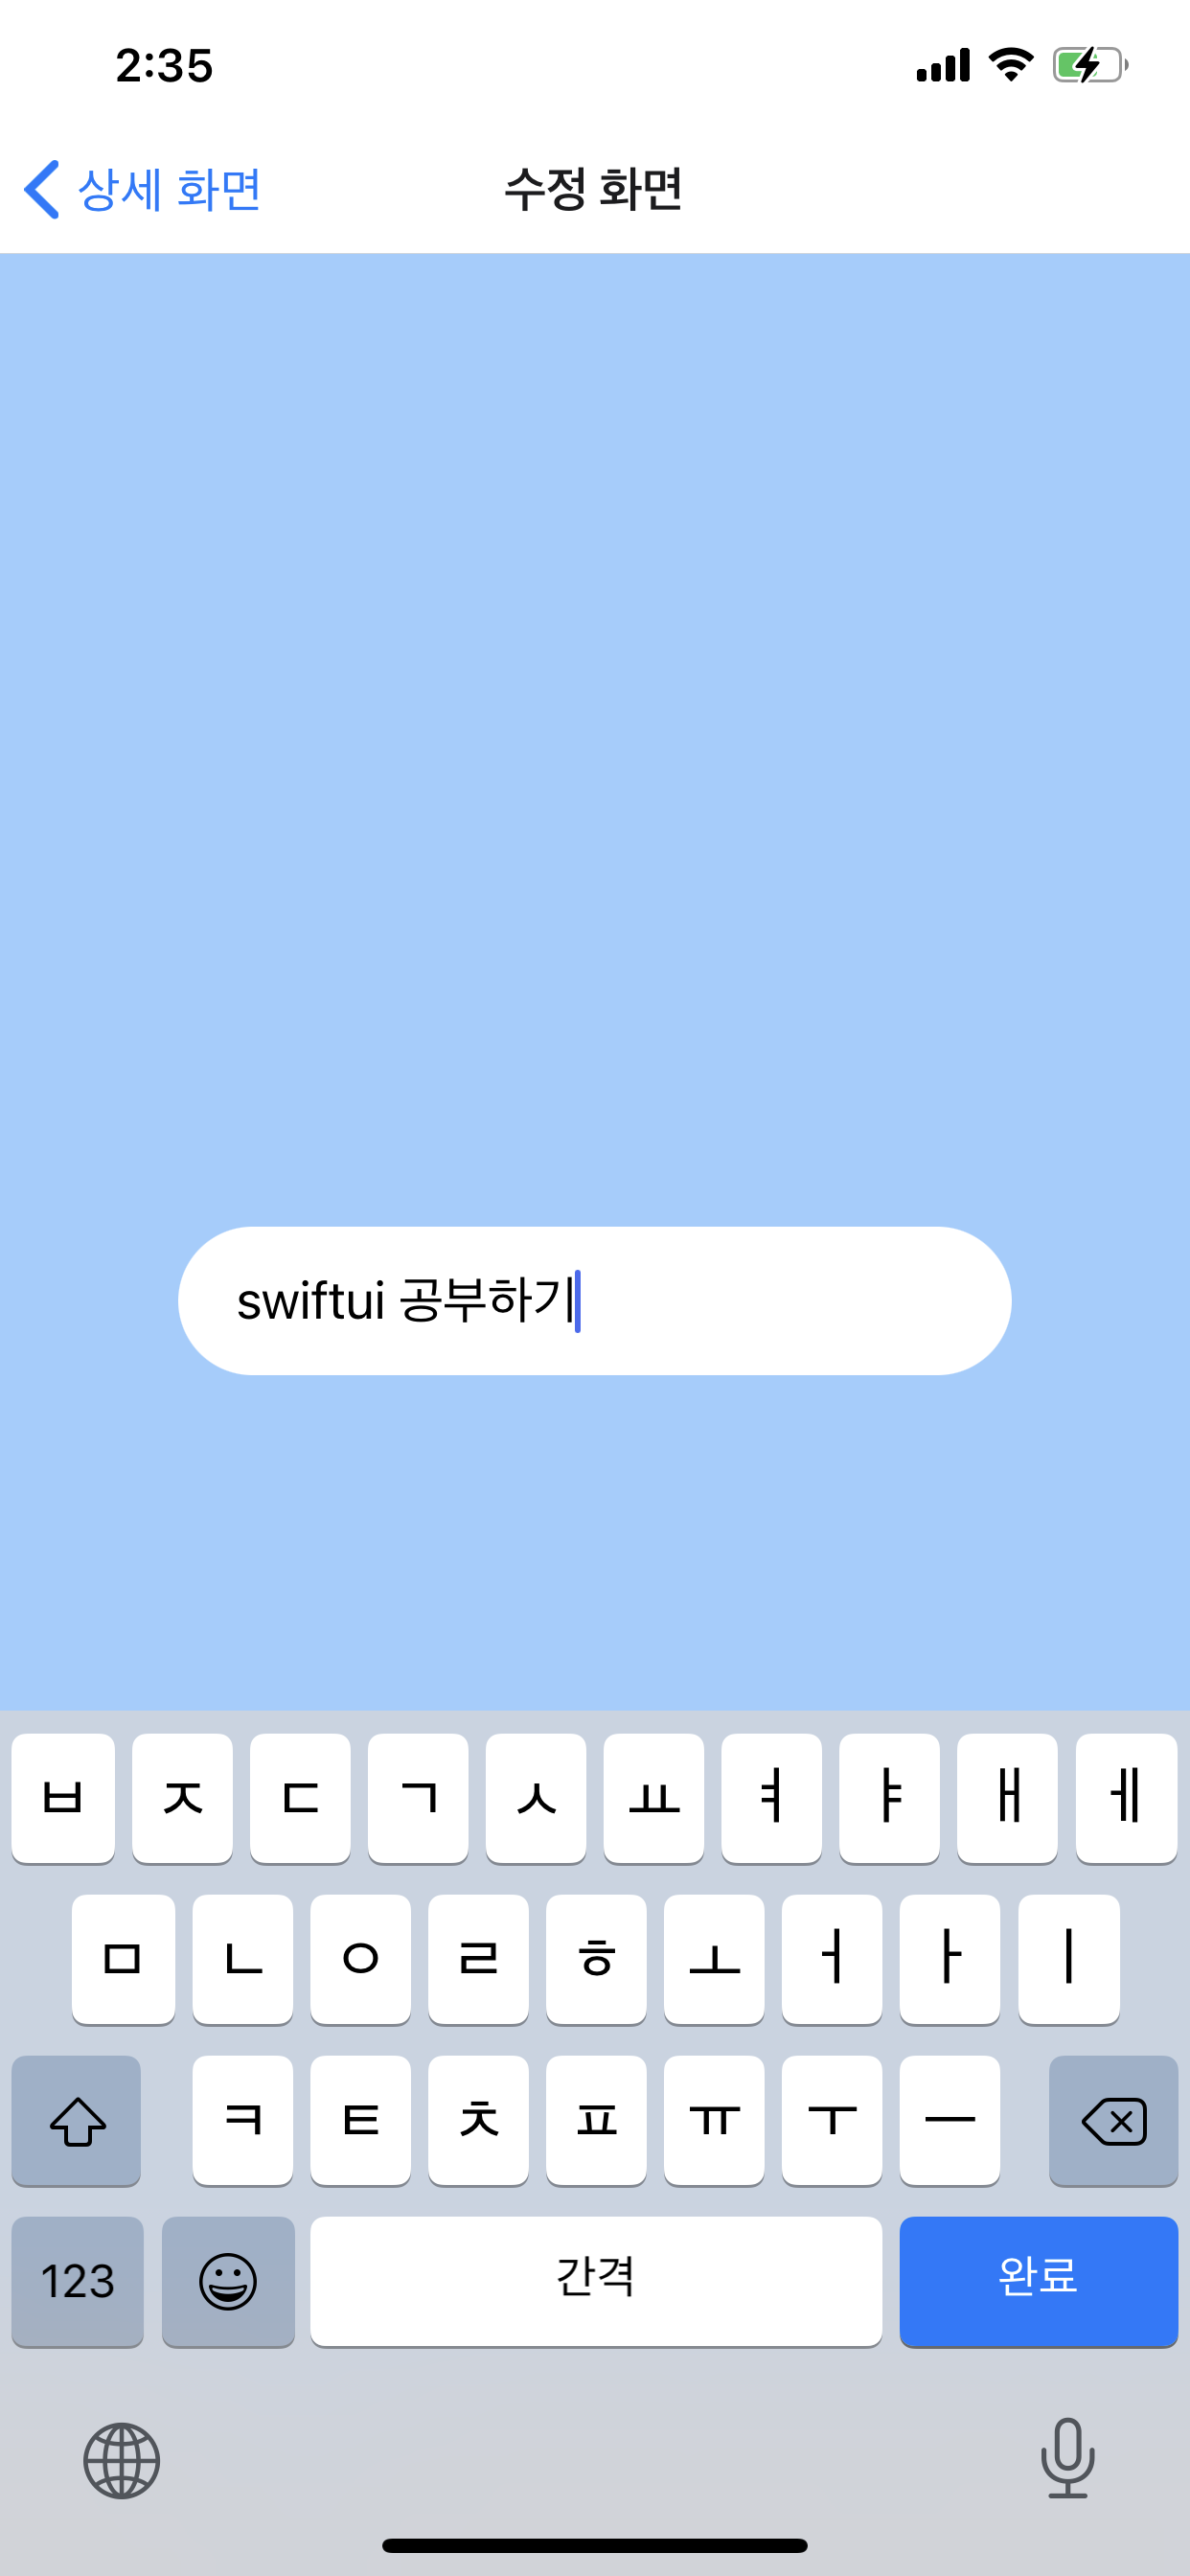 2:35
상세 화면
수정 화면
swiftui 공부하기
ㅂ ㅈ ㄷ ㄱ ㅅ ㅛ ㅕ ㅑ ㅐ ㅔ
ㅁ ㄴ ㅇ ㄹ ㅎ ㅗ ㅓ ㅏ ㅣ
ㅋ ㅌ ㅊ ㅍ ㅠ ㅜ ㅡ
123 간격 완료